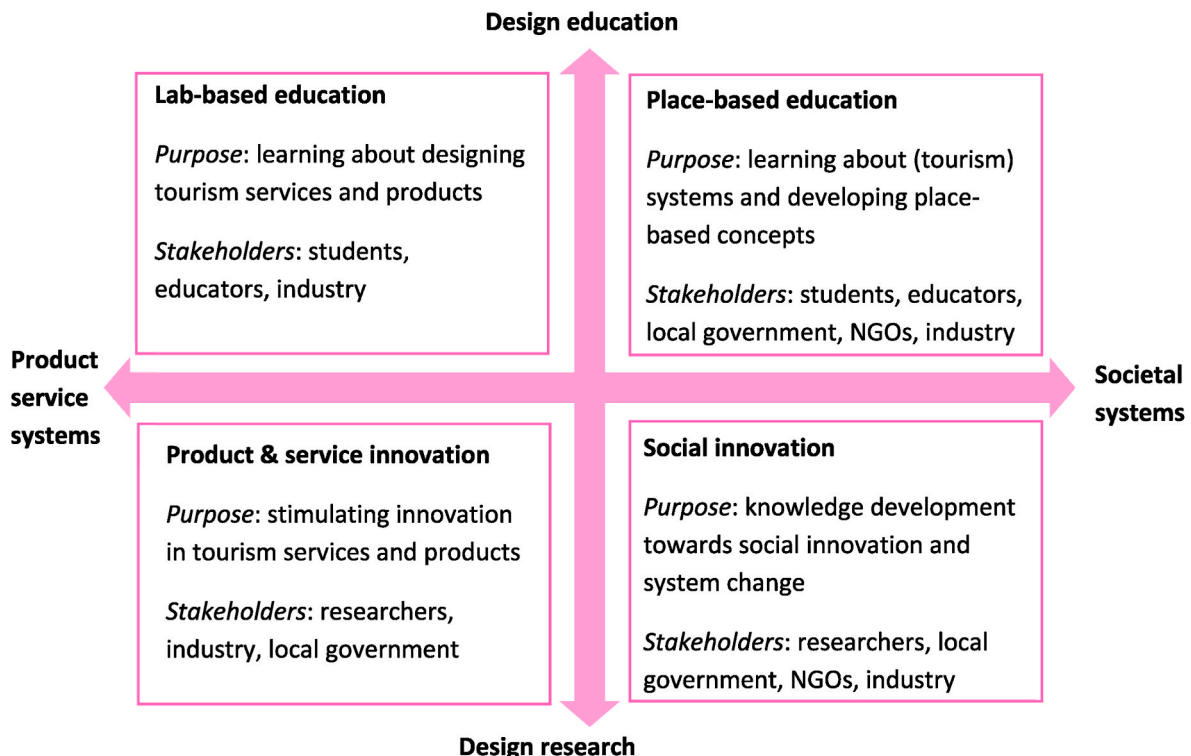 Design education
Lab-based education
Purpose: learning about designing
tourism services and products
Stakeholders: students,
educators, industry
Place-based education
Purpose: learning about (tourism)
systems and developing place-
based concepts
Stakeholders: students, educators,
local government, NGOs, industry
Product
service
systems
Societal
systems
Product & service innovation
Purpose: stimulating innovation
in tourism services and products
Stakeholders: researchers,
industry, local government
Social innovation
Purpose: knowledge development
towards social innovation and
system change
Stakeholders: researchers, local
government, NGOs, industry
Design research